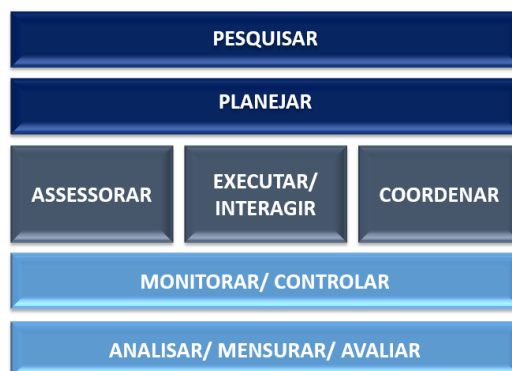 PESQUISAR
PLANEJAR
ASSESSORAR
EXECUTAR/
INTERAGIR
COORDENAR
MONITORAR/ CONTROLAR
ANALISAR/ MENSURAR/ AVALIAR